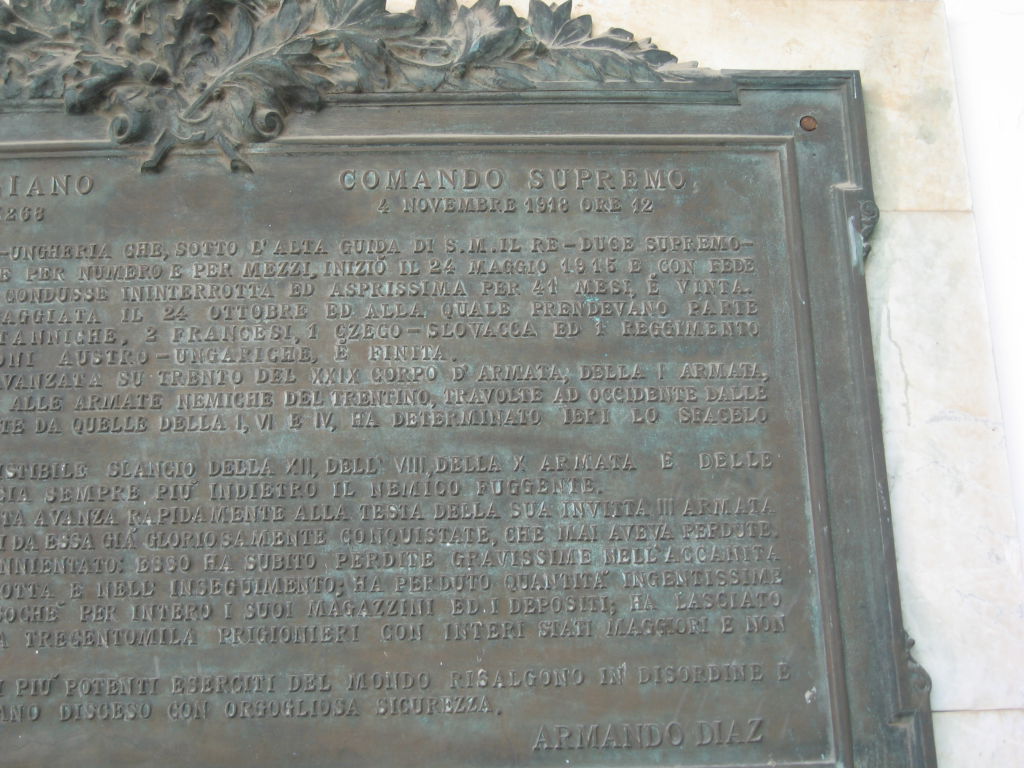 LIANO COMANDO SUPREMO
1268 4 NOVEMBRE 1918 ORE 12
-UNGHERIA CHE, SOTTO L'ALTA GUIDA DI S.M. IL RE-DUCE SUPREMO-
E PER NUMERO E PER MEZZI, INIZIÒ IL 24 MAGGIO 1915 E CON FEDE
CONDUSSE ININTERROTTA ED ASPRISSIMA PER 41 MESI, È VINTA.
AGGIATA IL 24 OTTOBRE ED ALLA QUALE PRENDEVANO PARTE
TANNICHE, 2 FRANCESI, 1 CZECO-SLOVACCA ED 1 REGGIMENTO
ONI AUSTRO-UNGARICHE, È FINITA.
AVANZATA SU TRENTO DEL XXIX CORPO D'ARMATA, DELLA I ARMATA,
ALLE ARMATE NEMICHE DEL TRENTINO, TRAVOLTE AD OCCIDENTE DALLE
TE DA QUELLE DELLA I, VI E IV, HA DETERMINATO IERI LO SFACELO
ISTIBILE SLANCIO DELLA XII, DELL'VIII, DELLA X ARMATA E DELLE
CIA SEMPRE PIU' INDIETRO IL NEMICO FUGGENTE.
TA AVANZA RAPIDAMENTE ALLA TESTA DELLA SUA INVITTA III ARMATA
I DA ESSA GIÀ GLORIOSAMENTE CONQUISTATE, CHE MAI AVEVA PERDUTE.
NNIENTATO: ESSO HA SUBITO PERDITE GRAVISSIME NELL'ACCANITA
OTTA E NELL'INSEGUIMENTO; HA PERDUTO QUANTITA' INGENTISSIME
SOCHÈ PER INTERO I SUOI MAGAZZINI ED I DEPOSITI; HA LASCIATO
A TRECENTOMILA PRIGIONIERI CON INTERI STATI MAGGIORI E NON
I PIU' POTENTI ESERCITI DEL MONDO RISALGONO IN DISORDINE E
ANO DISCESO CON ORGOGLIOSA SICUREZZA.
ARMANDO DIAZ